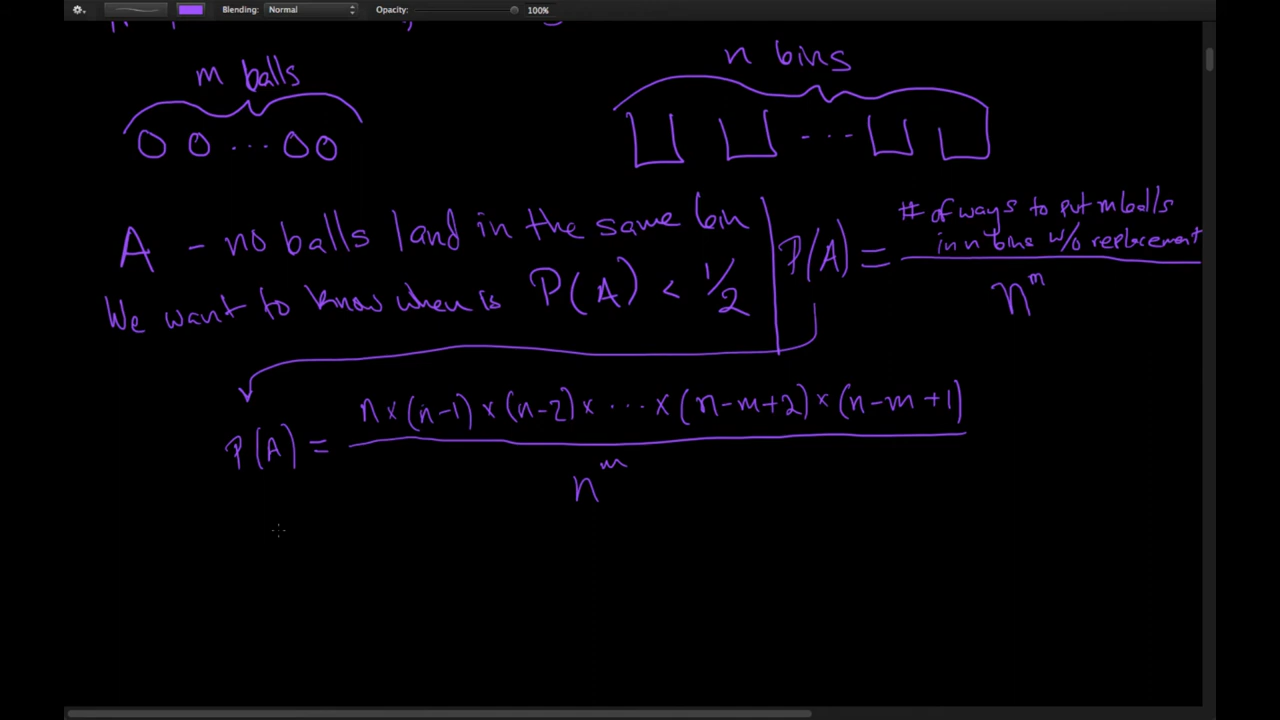 Blending: Normal Opacity: 100%
m balls
n bins
O O ... O O
A - no balls land in the same bin
We want to know when is P(A) < 1/2
P(A) = # of ways to put m balls
in n bins w/o replacement
n^m
P(A) = n × (n-1) × (n-2) × ... × (n-m+2) × (n-m+1)
n^m